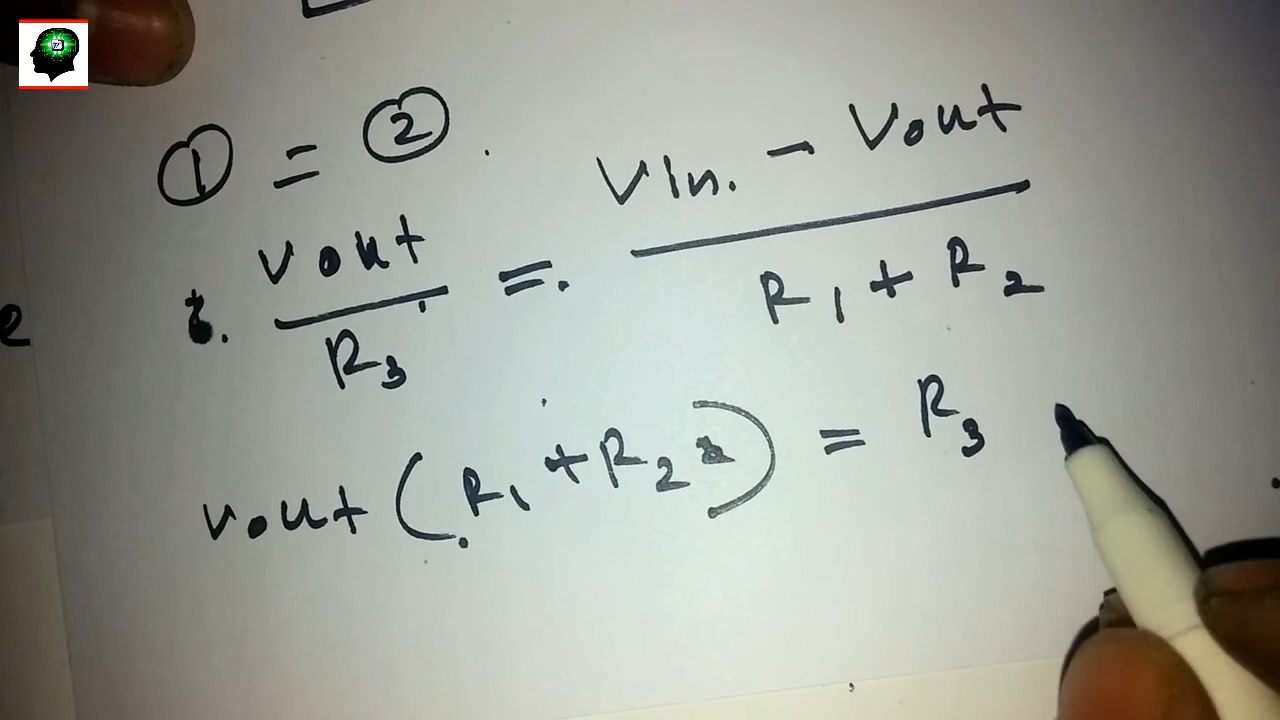 ① = ②.
Vout / R3 =. Vin. - Vout / R1 + R2
Vout (R1 + R2) = R3
e